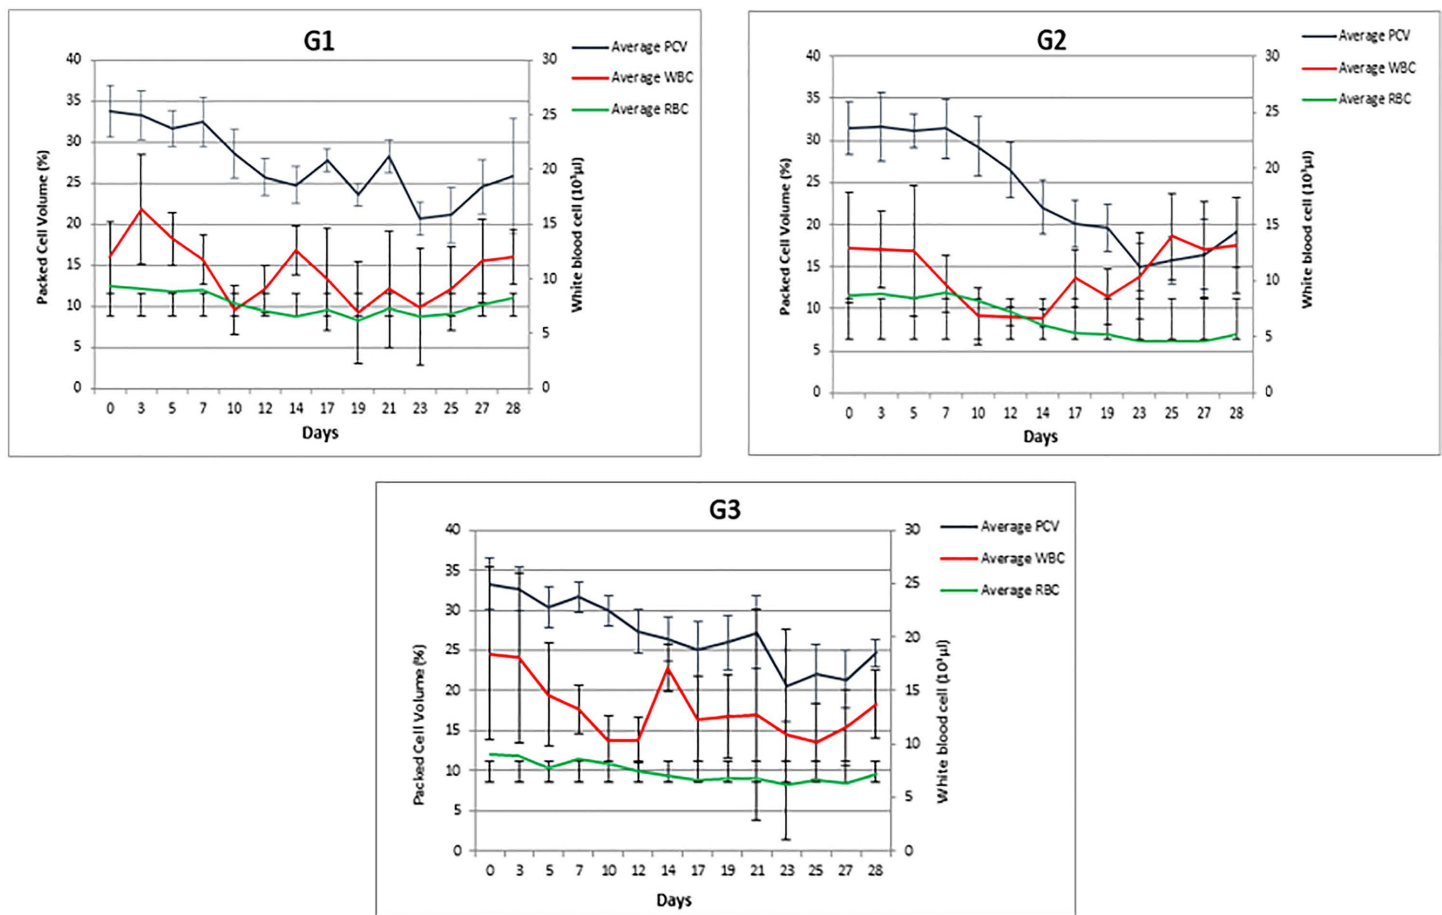 G1
Average PCV
Average WBC
Average RBC
40
35
30
25
20
15
10
5
0
Packed Cell Volume (%)
30
25
20
15
10
5
0
White blood cell (10³µl)
0 3 5 7 10 12 14 17 19 21 23 25 27 28
Days
G2
Average PCV
Average WBC
Average RBC
40
35
30
25
20
15
10
5
0
Packed Cell Volume (%)
30
25
20
15
10
5
0
White blood cell (10³µl)
0 3 5 7 10 12 14 17 19 23 25 27 28
Days
G3
Average PCV
Average WBC
Average RBC
40
35
30
25
20
15
10
5
0
Packed Cell Volume (%)
30
25
20
15
10
5
0
White blood cell (10³µl)
0 3 5 7 10 12 14 17 19 21 23 25 27 28
Days